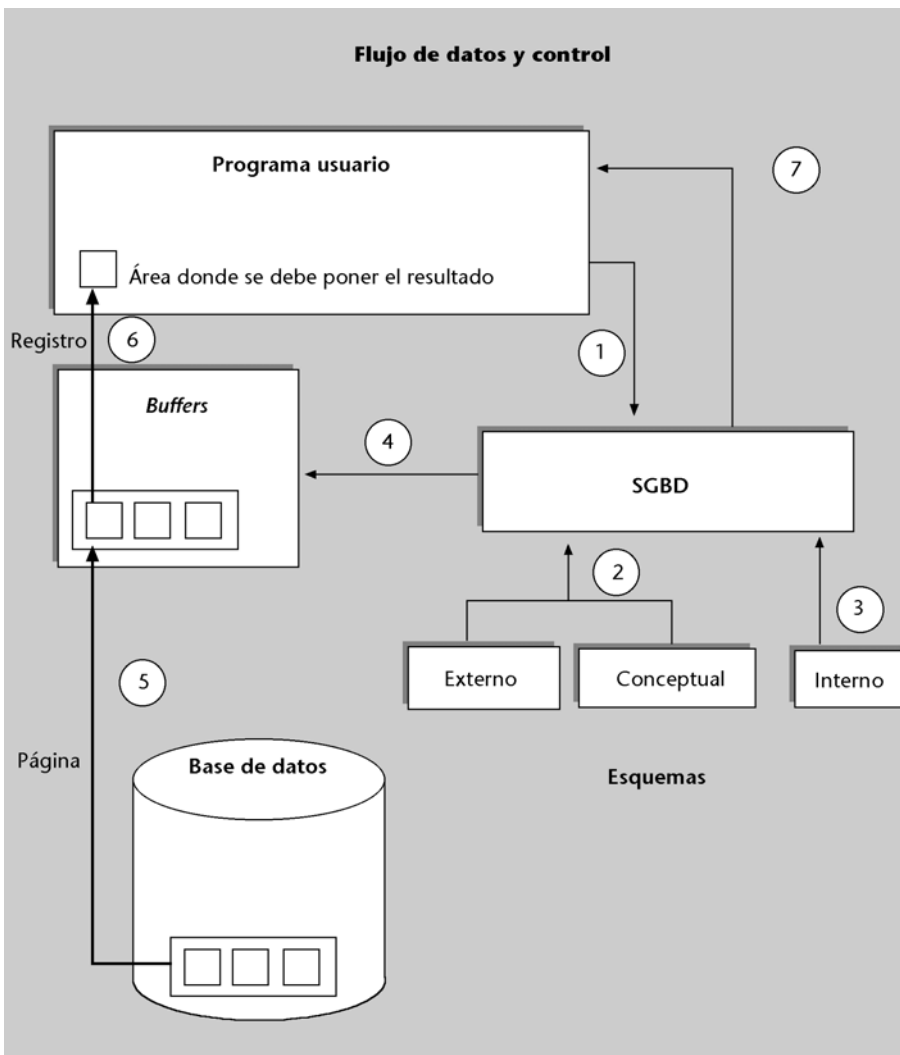 Flujo de datos y control
Programa usuario
7
Área donde se debe poner el resultado
Registro
6
1
Buffers
4
SGBD
2
3
Externo
Conceptual
Interno
5
Página
Base de datos
Esquemas